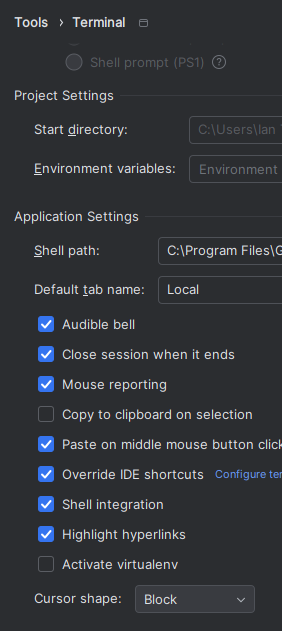 Tools › Terminal
Shell prompt (PS1) ?
Project Settings
Start directory: C:\Users\Ian
Environment variables: Environment
Application Settings
Shell path: C:\Program Files\G
Default tab name: Local
Audible bell
Close session when it ends
Mouse reporting
Copy to clipboard on selection
Paste on middle mouse button click
Override IDE shortcuts Configure ter
Shell integration
Highlight hyperlinks
Activate virtualenv
Cursor shape: Block